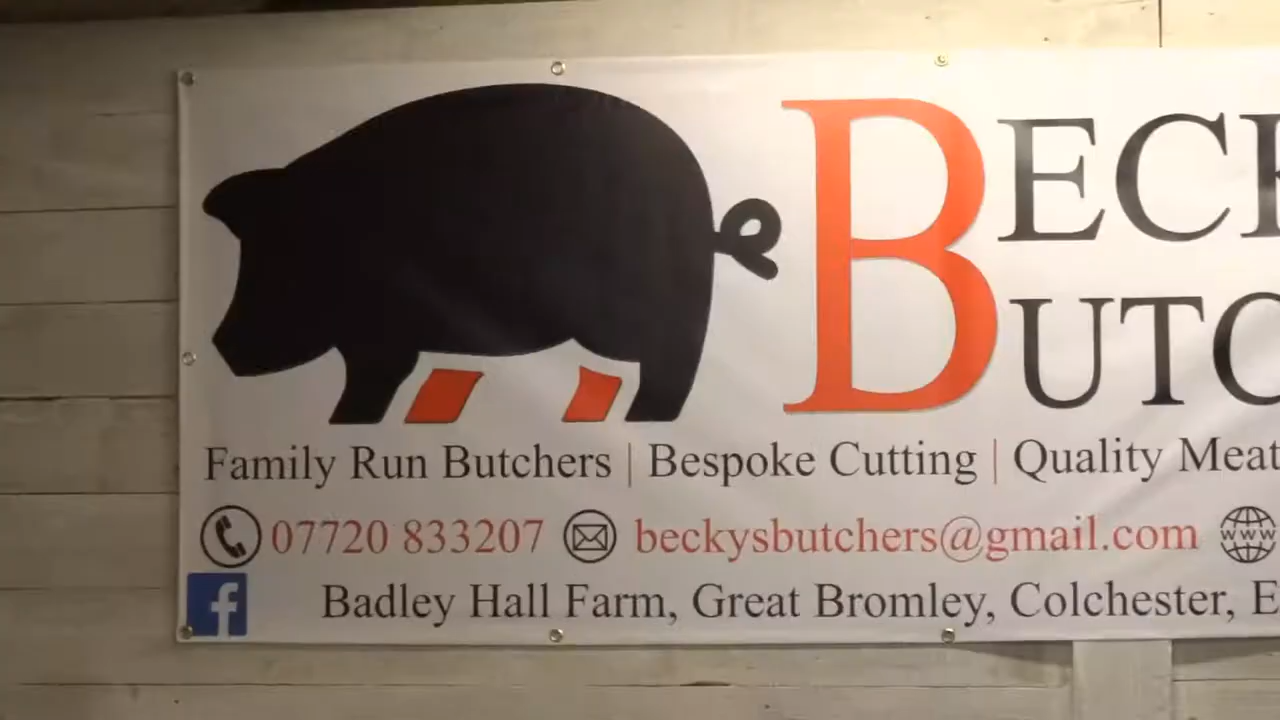 BECK
BUTC
Family Run Butchers | Bespoke Cutting | Quality Meat
07720 833207 beckysbutchers@gmail.com www
f Badley Hall Farm, Great Bromley, Colchester, E